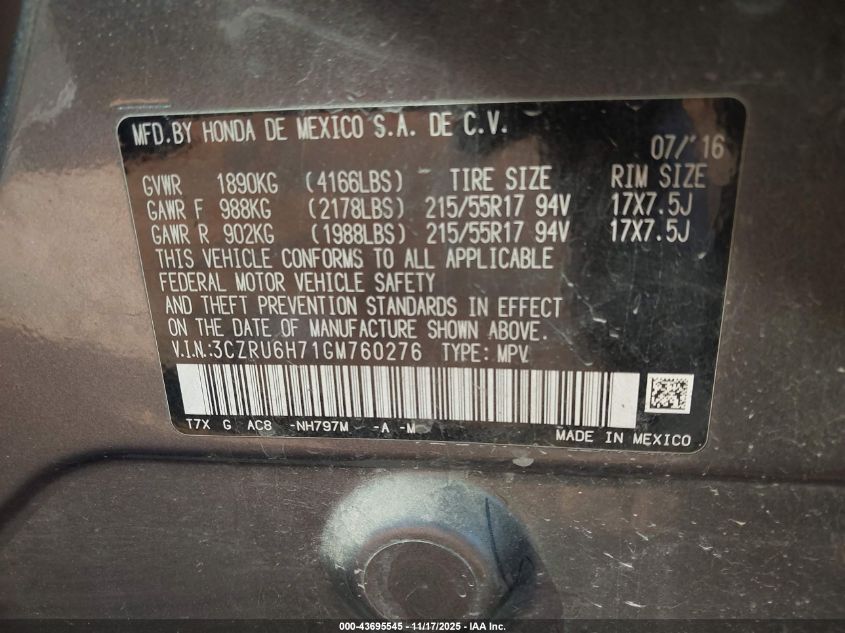 MFD.BY HONDA DE MEXICO S.A. DE C.V.
07/'16
GVWR 1890KG (4166LBS) TIRE SIZE RIM SIZE
GAWR F 988KG (2178LBS) 215/55R17 94V 17X7.5J
GAWR R 902KG (1988LBS) 215/55R17 94V 17X7.5J
THIS VEHICLE CONFORMS TO ALL APPLICABLE
FEDERAL MOTOR VEHICLE SAFETY
AND THEFT PREVENTION STANDARDS IN EFFECT
ON THE DATE OF MANUFACTURE SHOWN ABOVE.
V.I.N.:3CZRU6H71GM760276 TYPE: MPV
T7X G AC8 -NH797M -A -M
MADE IN MEXICO
000-43695545 - 11/17/2025 - IAA Inc.